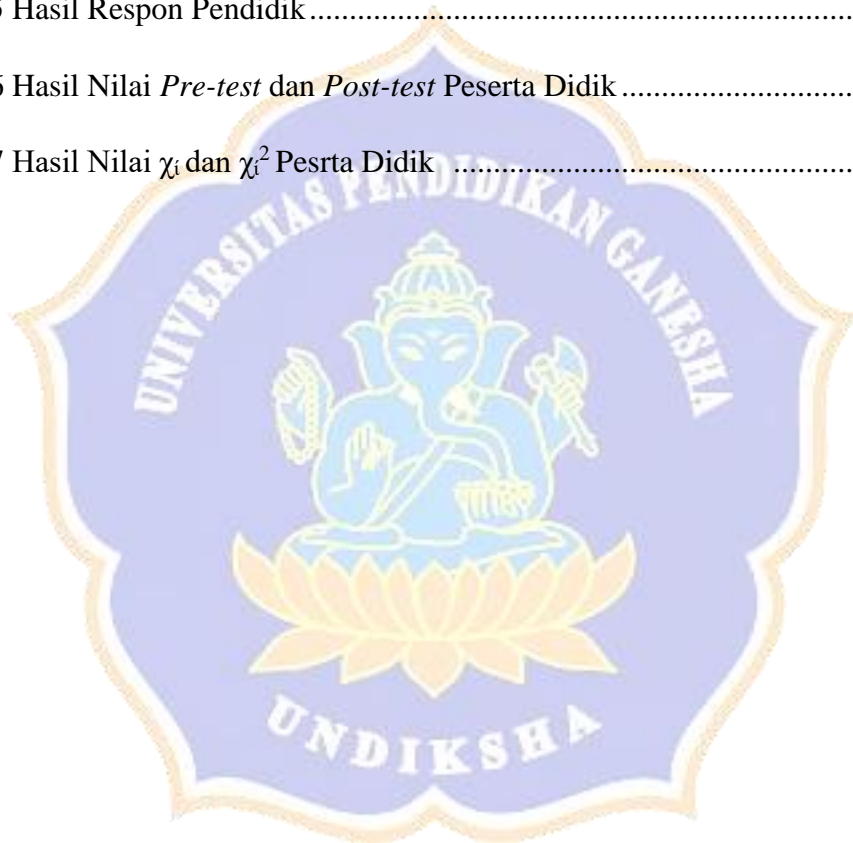 5 Hasil Respon Pendidik
6 Hasil Nilai Pre-test dan Post-test Peserta Didik
7 Hasil Nilai χᵢ dan χᵢ² Pesrta Didik
UNIVERSITAS PENDIDIKAN GANESHA
UNDIKSHA